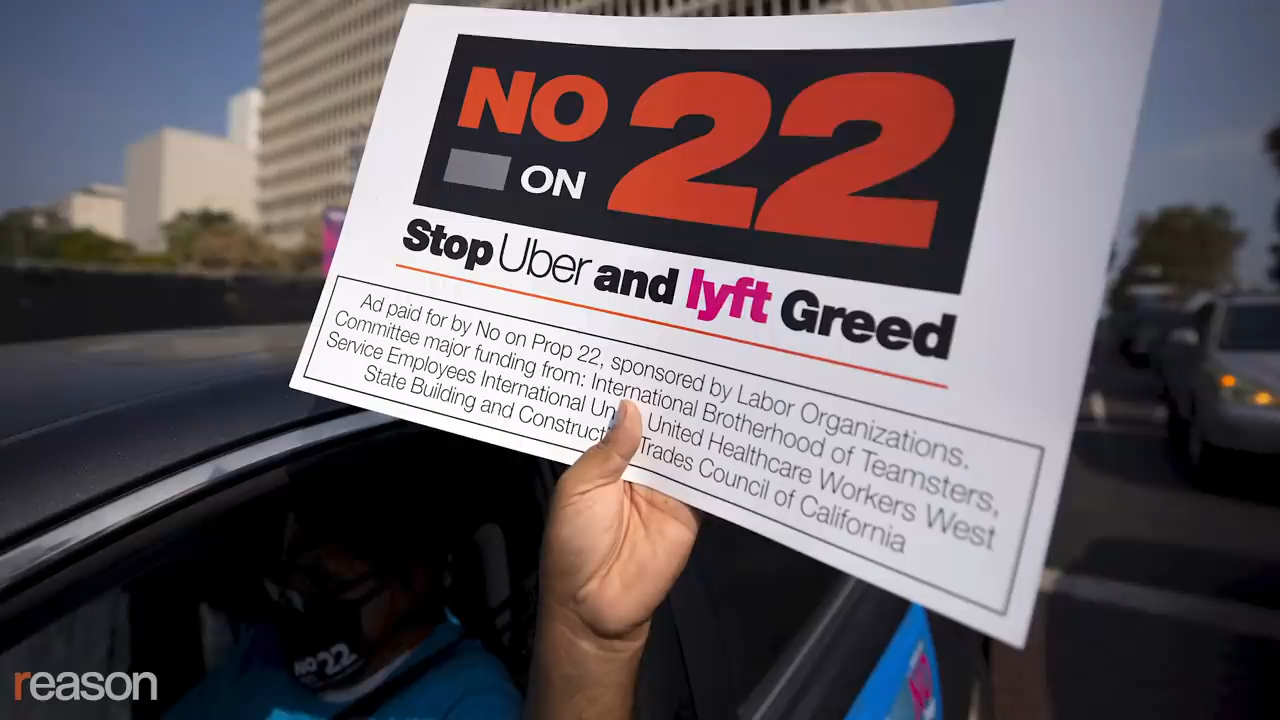 NO
ON 22
Stop Uber and lyft Greed
Ad paid for by No on Prop 22, sponsored by Labor Organizations.
Committee major funding from: International Brotherhood of Teamsters,
Service Employees International Un United Healthcare Workers West
State Building and Construct Trades Council of California
NO 22
reason